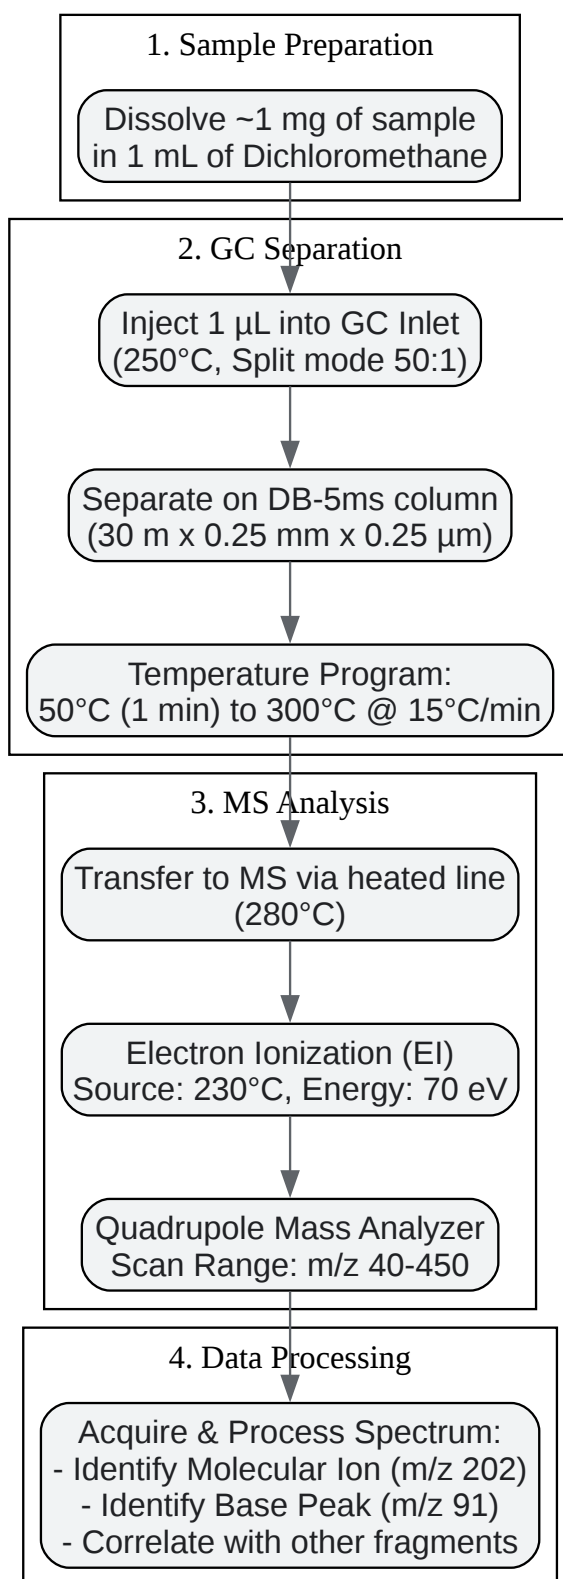 1. Sample Preparation
Dissolve ~1 mg of sample
in 1 mL of Dichloromethane
2. GC Separation
Inject 1 µL into GC Inlet
(250°C, Split mode 50:1)
Separate on DB-5ms column
(30 m x 0.25 mm x 0.25 µm)
Temperature Program:
50°C (1 min) to 300°C @ 15°C/min
3. MS Analysis
Transfer to MS via heated line
(280°C)
Electron Ionization (EI)
Source: 230°C, Energy: 70 eV
Quadrupole Mass Analyzer
Scan Range: m/z 40-450
4. Data Processing
Acquire & Process Spectrum:
- Identify Molecular Ion (m/z 202)
- Identify Base Peak (m/z 91)
- Correlate with other fragments